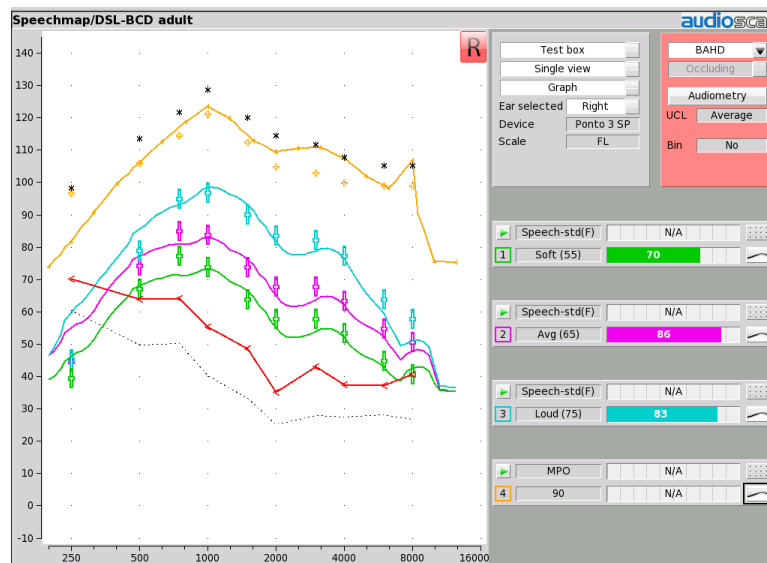 Speechmap/DSL-BCD adult
audiosca
R
140
130
120
110
100
90
80
70
60
50
40
30
20
10
0
-10
250 500 1000 2000 4000 8000 16000
Test box
Single view
Graph
Ear selected Right
Device Ponto 3 SP
Scale FL
BAHD
Occluding
Audiometry
UCL Average
Bin No
Speech-std(F) N/A
1 Soft (55) 70
Speech-std(F) N/A
2 Avg (65) 86
Speech-std(F) N/A
3 Loud (75) 83
MPO N/A
4 90 N/A